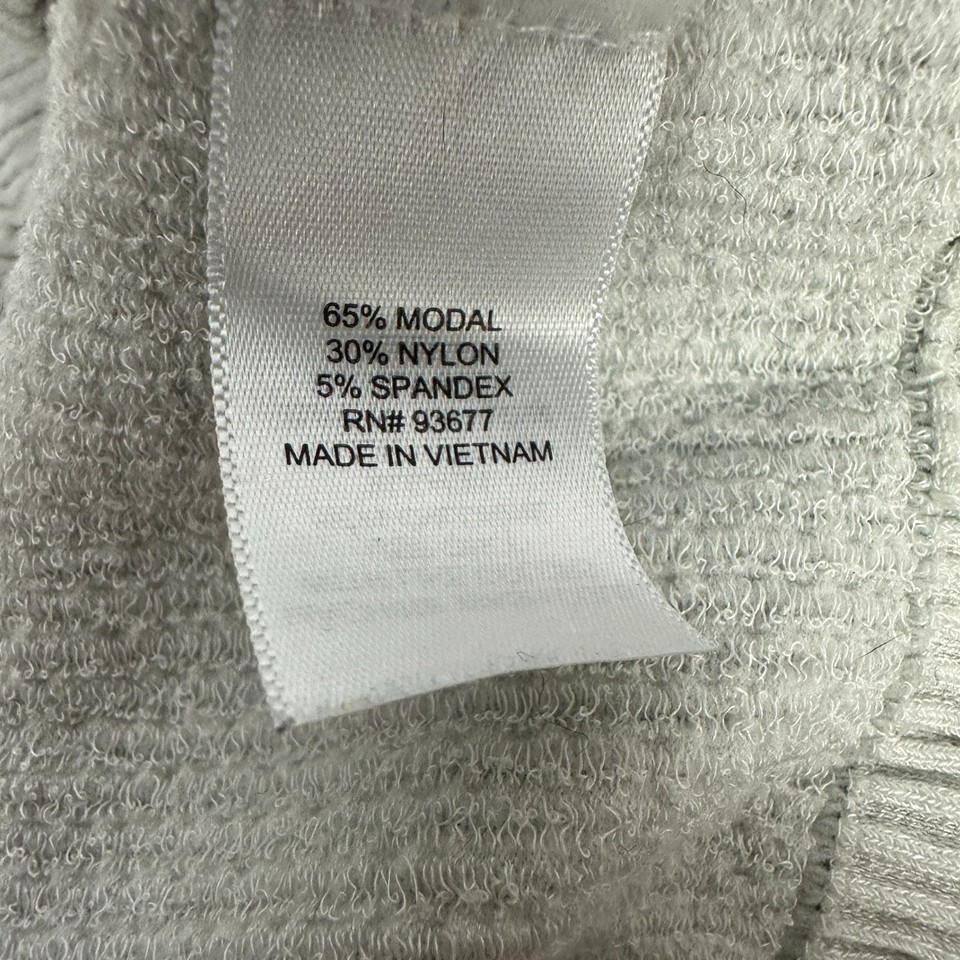 65% MODAL
30% NYLON
5% SPANDEX
RN# 93677
MADE IN VIETNAM